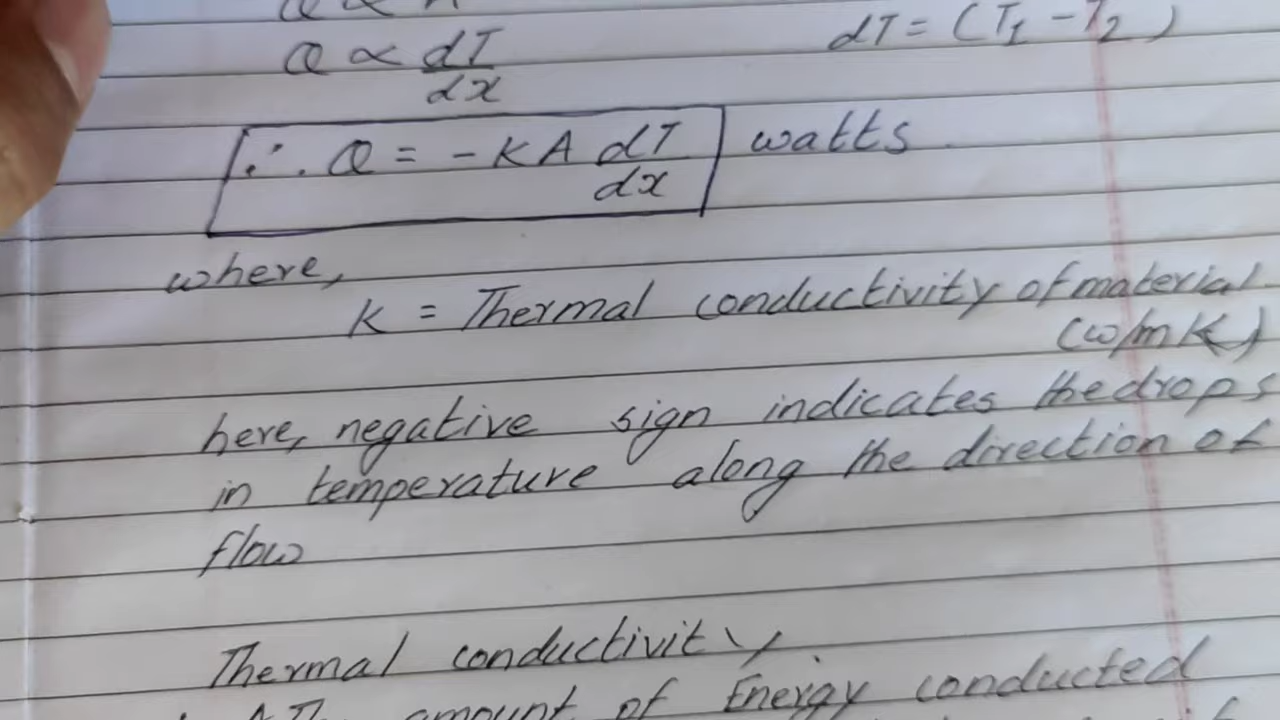 Q ∝ A
Q ∝ dT/dx
dT = (T1 - T2)
∴ Q = -KA dT/dx watts.
where,
K = Thermal conductivity of material.
(w/mK)
here, negative sign indicates the drops
in temperature along the direction of
flow
Thermal conductivity.
amount of Energy conducted